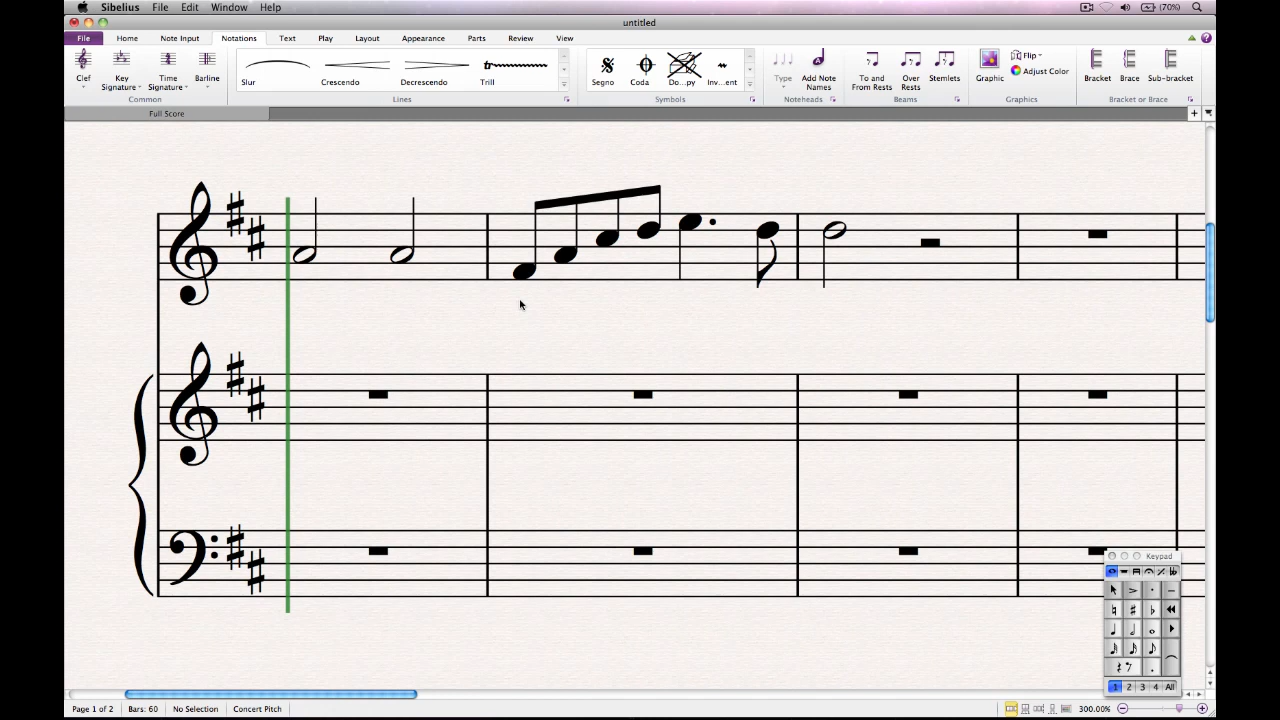 Sibelius File Edit Window Help (70%)
untitled
File Home Note Input Notations Text Play Layout Appearance Parts Review View
Clef Key Signature Time Signature Barline
Common
Slur Crescendo Decrescendo Trill
Lines
Segno Coda Do...py Inv...ent
Symbols
Type Add Note Names
Noteheads
To and From Rests Over Rests Stemlets
Beams
Graphic Flip Adjust Color
Graphics
Bracket Brace Sub-bracket
Bracket or Brace
Full Score
Keypad
1 2 3 4 All
Page 1 of 2 Bars: 60 No Selection Concert Pitch 300.00%